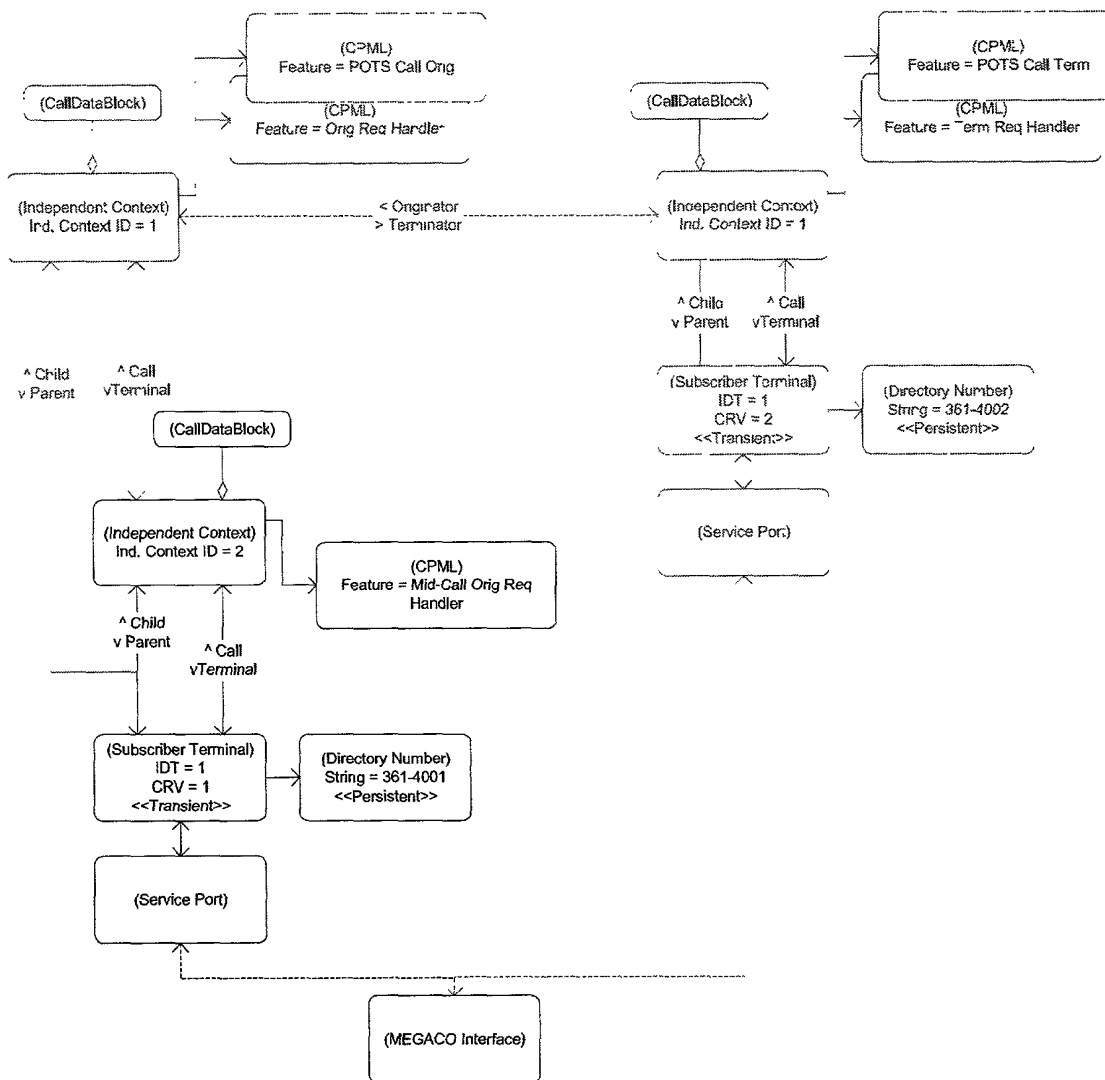 (CPML)
Feature = POTS Call Orig
(CallDataBlock)
(CPML)
Feature = Orig Req Handler
(Independent Context)
Ind. Context ID = 1
< Originator
> Terminator
(CPML)
Feature = POTS Call Term
(CallDataBlock)
(CPML)
Feature = Term Req Handler
(Independent Context)
Ind. Context ID = 1
^ Child
v Parent
^ Call
vTerminal
(Subscriber Terminal)
IDT = 1
CRV = 2
<<Transient>>
(Directory Number)
String = 361-4002
<<Persistent>>
(Service Port)
^ Child
v Parent
^ Call
vTerminal
(CallDataBlock)
(Independent Context)
Ind. Context ID = 2
(CPML)
Feature = Mid-Call Orig Req
Handler
^ Child
v Parent
^ Call
vTerminal
(Subscriber Terminal)
IDT = 1
CRV = 1
<<Transient>>
(Directory Number)
String = 361-4001
<<Persistent>>
(Service Port)
(MEGACO Interface)